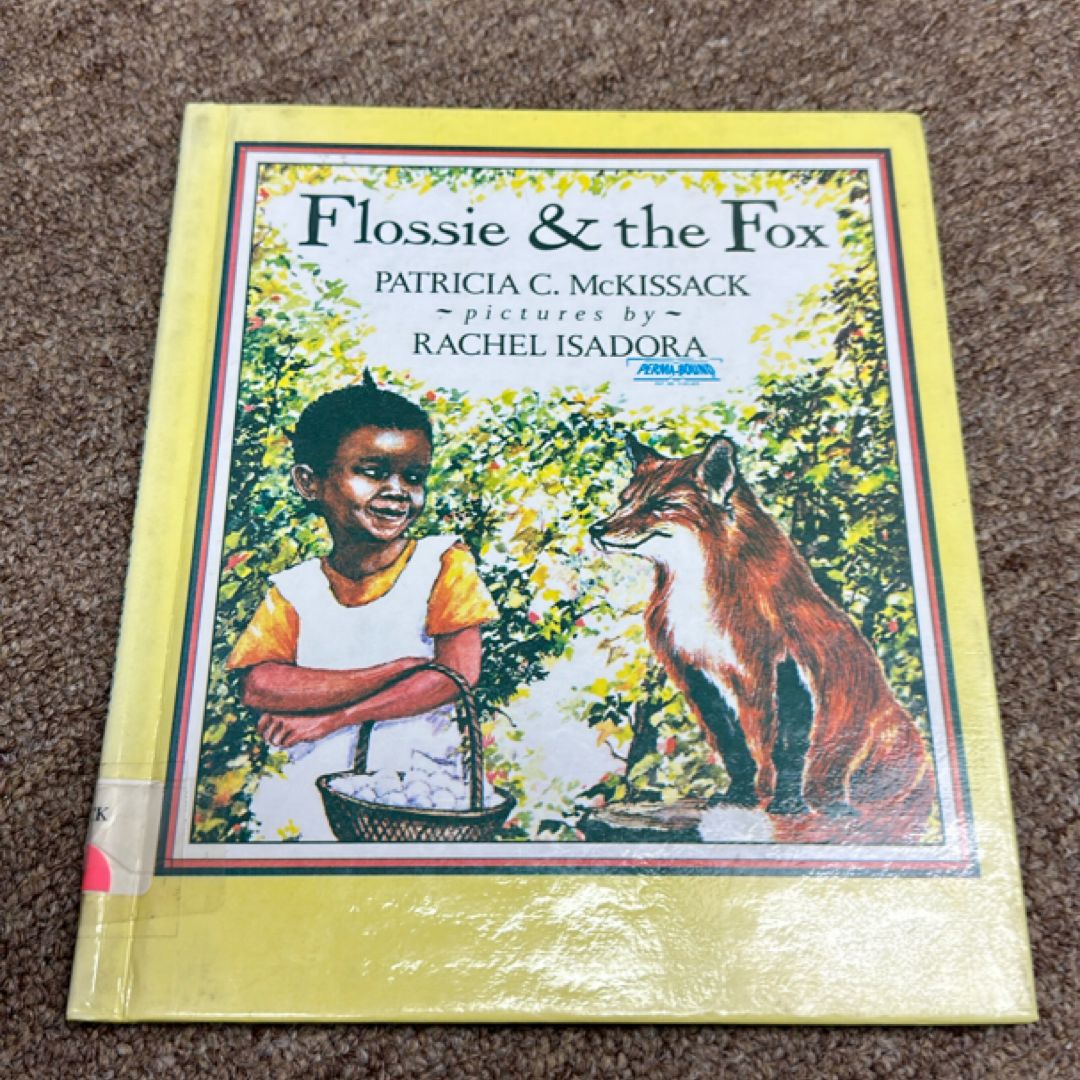 Flossie & the Fox
PATRICIA C. McKISSACK
~ pictures by ~
RACHEL ISADORA
PERMA-BOUND
K